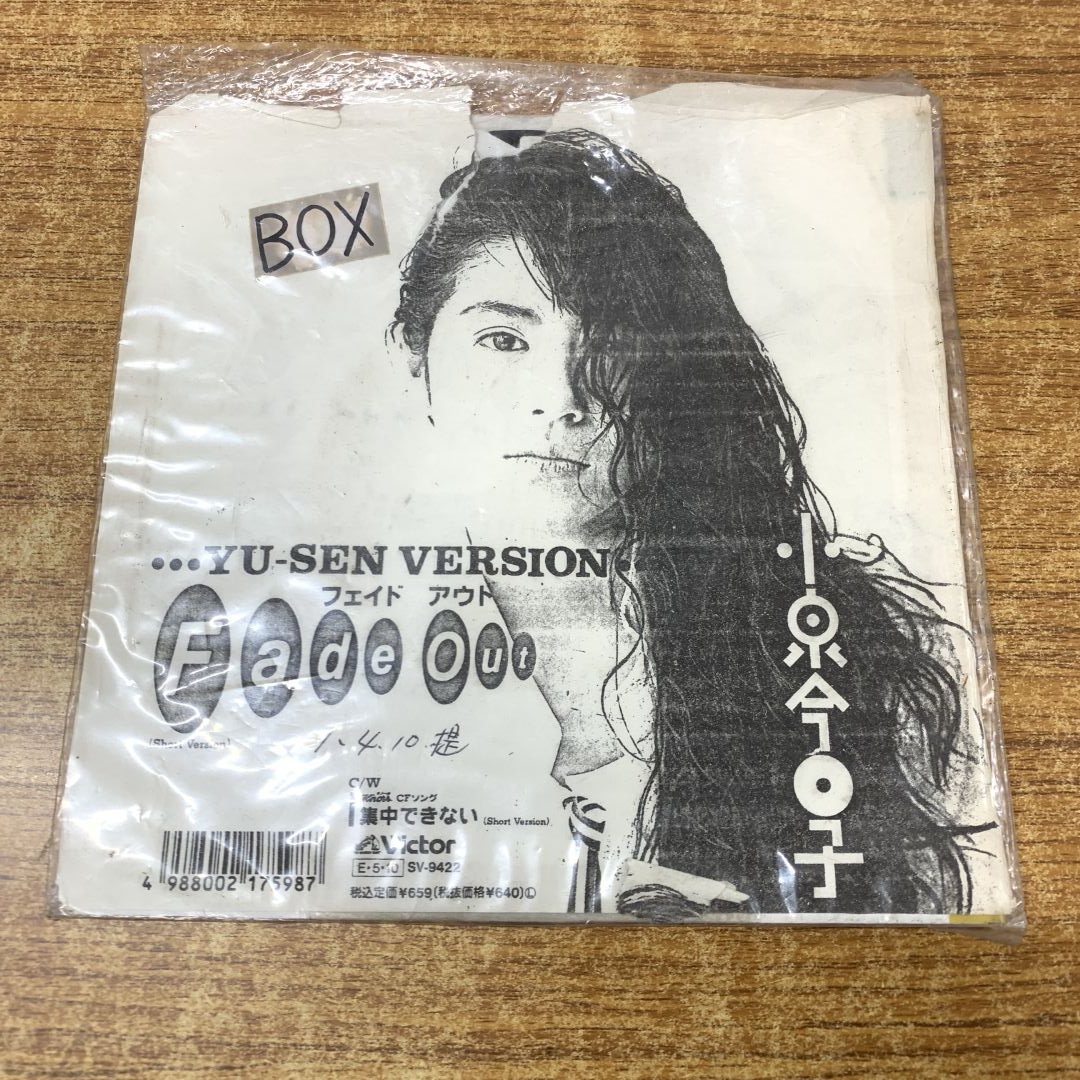 BOX
•••YU-SEN VERSION•
フェイド アウト
Fade Out
(Short Version)
1.4.10 提
小泉今日子
C/W
CFソング
集中できない (Short Version)
Victor
E•5•10 SV-9422
4 988002 175987
税込定価¥659(税抜価格¥640)Ⓛ